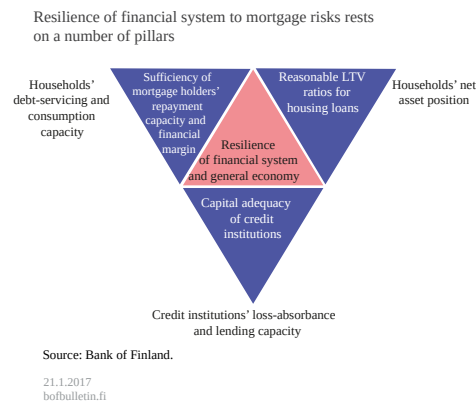 Resilience of financial system to mortgage risks rests
on a number of pillars
Households’
debt-servicing and
consumption
capacity
Sufficiency of
mortgage holders’
repayment
capacity and
financial
margin
Reasonable LTV
ratios for
housing loans
Households’ net
asset position
Resilience
of financial system
and general economy
Capital adequacy
of credit
institutions
Credit institutions’ loss-absorbance
and lending capacity
Source: Bank of Finland.
21.1.2017
bofbulletin.fi